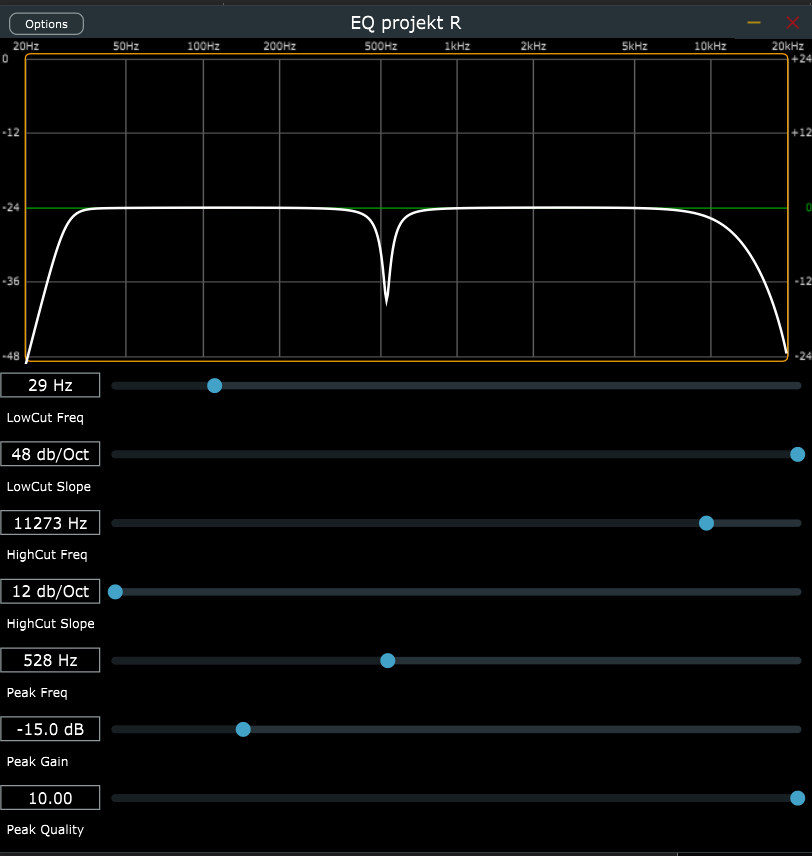 Options
EQ projekt R
20Hz 50Hz 100Hz 200Hz 500Hz 1kHz 2kHz 5kHz 10kHz 20kHz
0 +24
-12 +12
-24 0
-36 -12
-48 -24
29 Hz
LowCut Freq
48 db/Oct
LowCut Slope
11273 Hz
HighCut Freq
12 db/Oct
HighCut Slope
528 Hz
Peak Freq
-15.0 dB
Peak Gain
10.00
Peak Quality